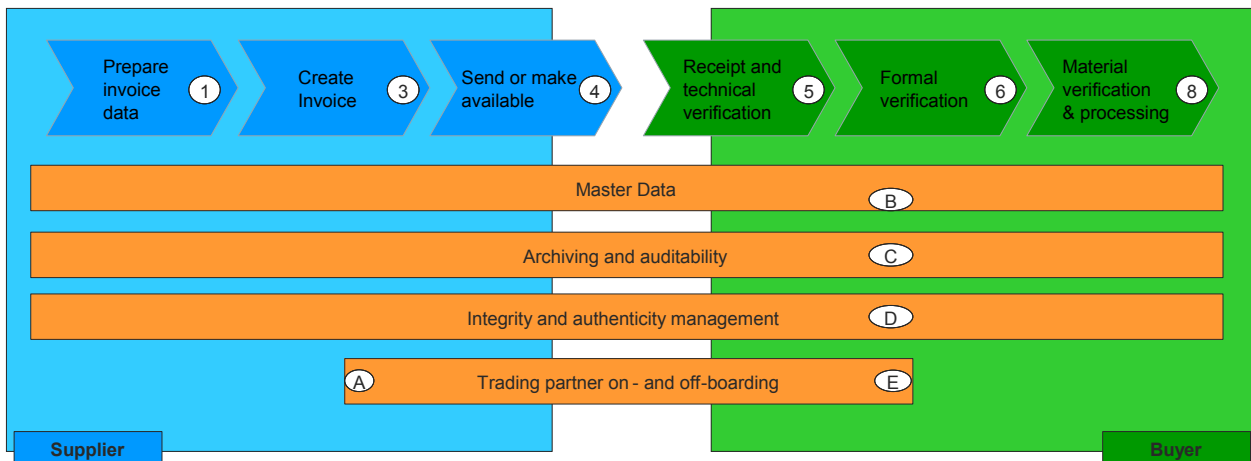 Prepare
invoice
data
1
Create
Invoice
3
Send or make
available
4
Receipt and
technical
verification
5
Formal
verification
6
Material
verification
& processing
8
Master Data
B
Archiving and auditability
C
Integrity and authenticity management
D
A
Trading partner on - and off-boarding
E
Supplier
Buyer